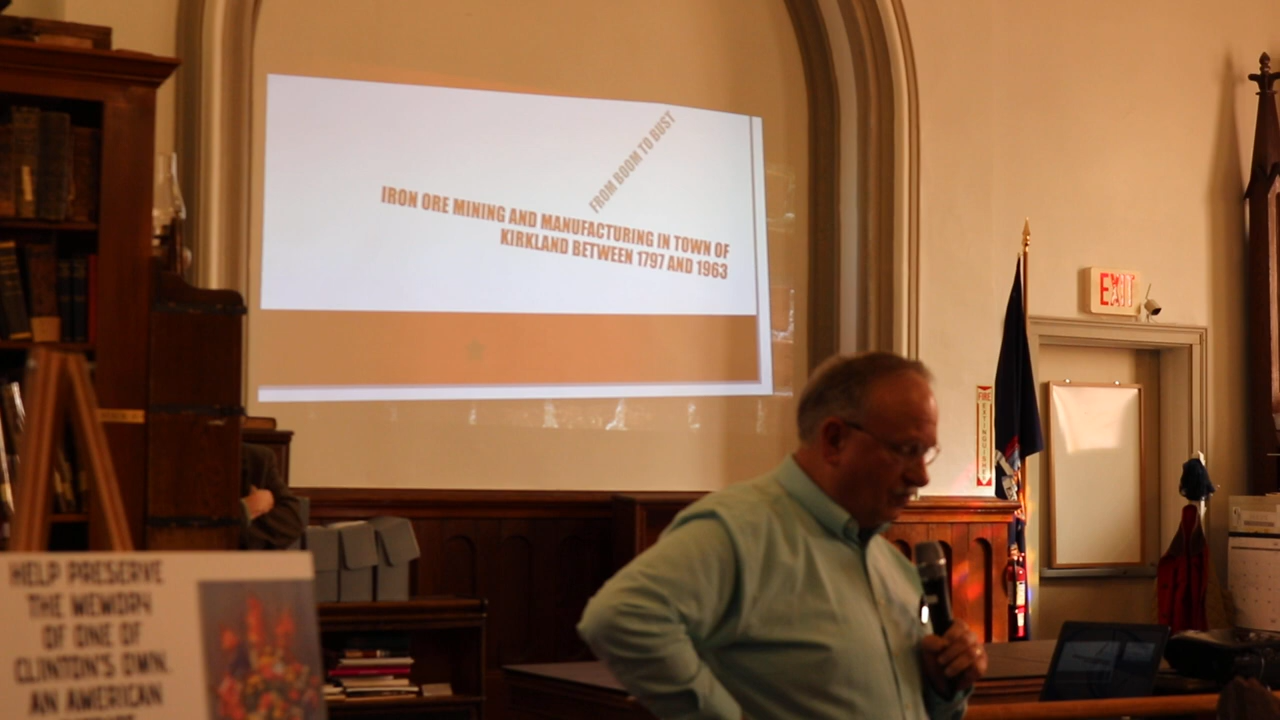 FROM BOOM TO BUST
IRON ORE MINING AND MANUFACTURING IN TOWN OF
KIRKLAND BETWEEN 1797 AND 1963
EXIT
FIRE
EXTINGUISHER
HELP PRESERVE
THE MEMORY
OF ONE OF
CLINTON'S OWN.
AN AMERICAN